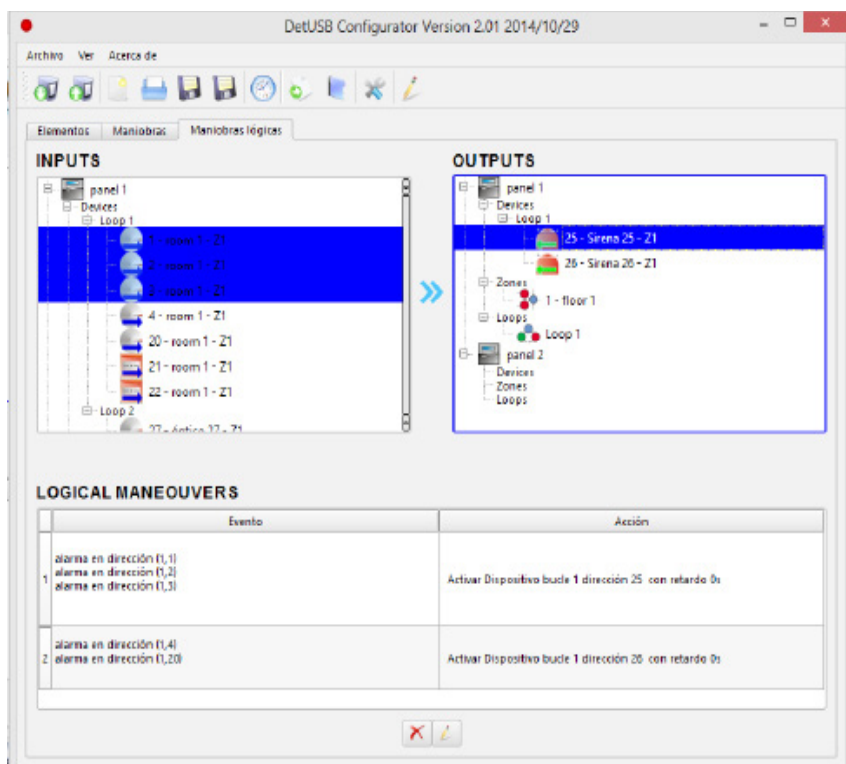 DetUSB Configurator Version 2.01 2014/10/29
Archivo Ver Acerca de
Elementos Maniobras Maniobras lógicas
INPUTS
panel 1
Devices
Loop 1
1 - room 1 - Z1
2 - room 1 - Z1
3 - room 1 - Z1
4 - room 1 - Z1
20 - room 1 - Z1
21 - room 1 - Z1
22 - room 1 - Z1
Loop 2
27 - óptico 27 - Z1
OUTPUTS
panel 1
Devices
Loop 1
25 - Sirena 25 - Z1
26 - Sirena 26 - Z1
Zones
1 - floor 1
Loops
Loop 1
panel 2
Devices
Zones
Loops
LOGICAL MANEOUVERS
Evento Acción
1
alarma en dirección (1,1)
alarma en dirección (1,2)
alarma en dirección (1,3)
Activar Dispositivo bucle 1 dirección 25 con retardo 0s
2
alarma en dirección (1,4)
alarma en dirección (1,20)
Activar Dispositivo bucle 1 dirección 26 con retardo 0s